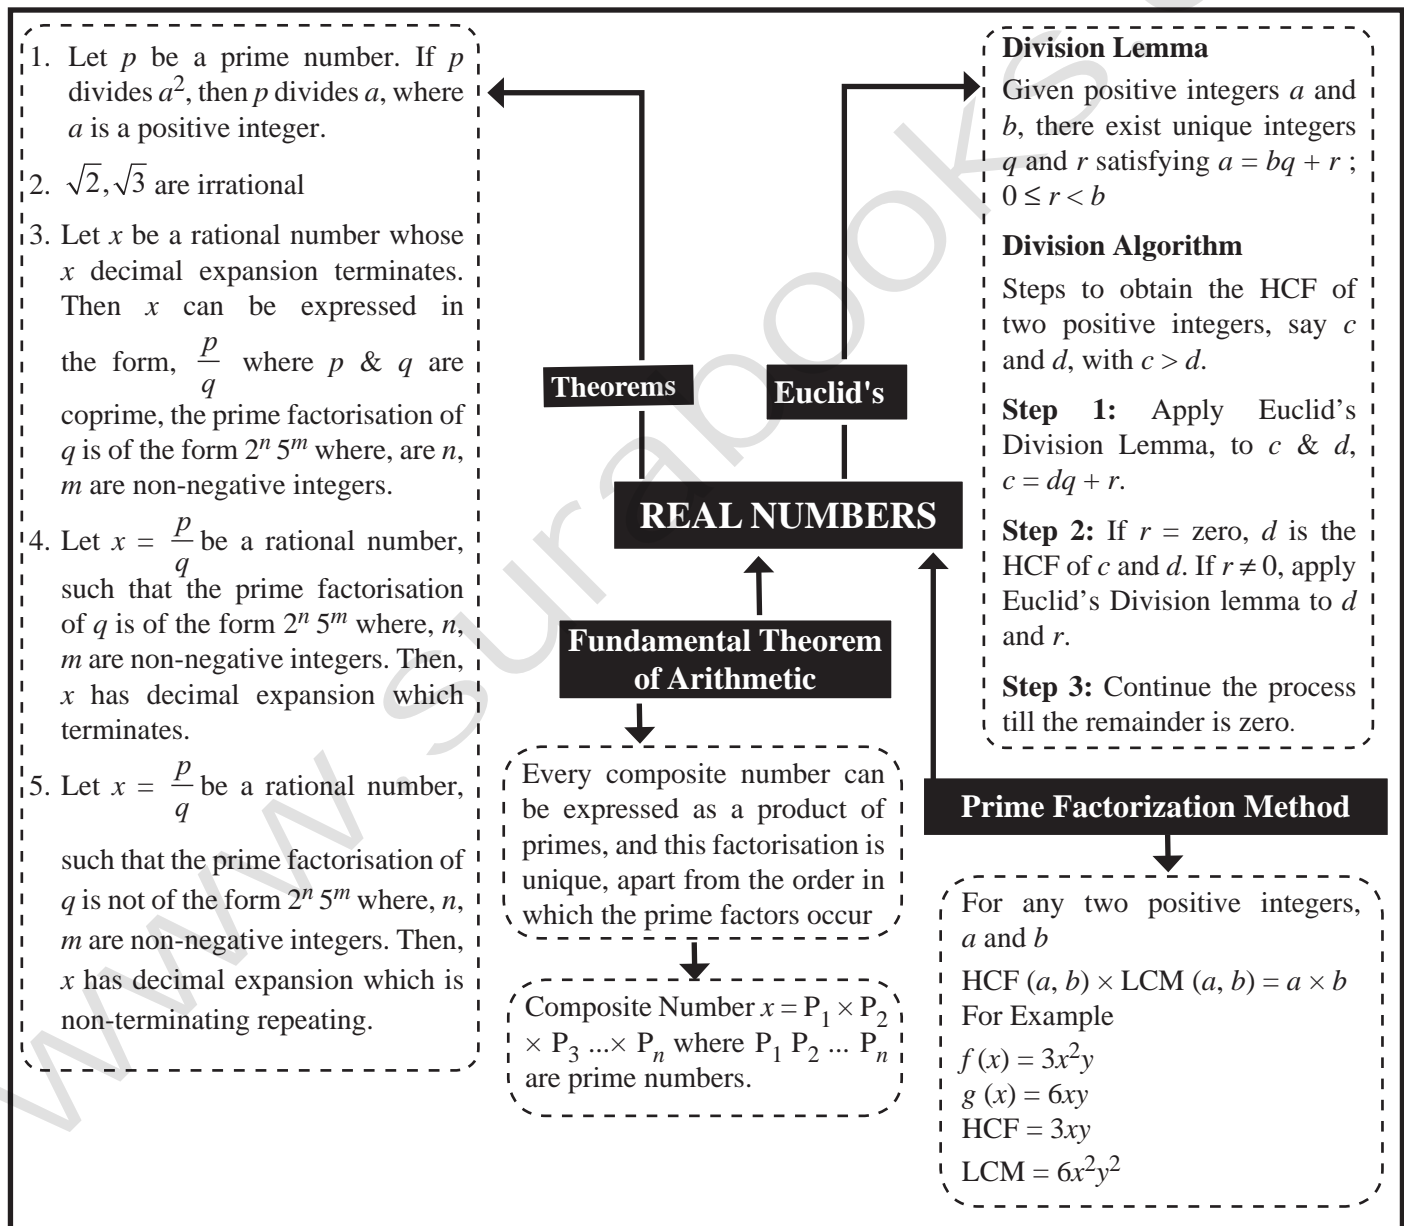 1. Let p be a prime number. If p
divides a², then p divides a, where
a is a positive integer.
2. √2, √3 are irrational
3. Let x be a rational number whose
x decimal expansion terminates.
Then x can be expressed in
the form, p/q where p & q are
coprime, the prime factorisation of
q is of the form 2ⁿ 5ᵐ where, are n,
m are non-negative integers.
4. Let x = p/q be a rational number,
such that the prime factorisation
of q is of the form 2ⁿ 5ᵐ where, n,
m are non-negative integers. Then,
x has decimal expansion which
terminates.
5. Let x = p/q be a rational number,
such that the prime factorisation of
q is not of the form 2ⁿ 5ᵐ where, n,
m are non-negative integers. Then,
x has decimal expansion which is
non-terminating repeating.
Theorems
Euclid's
REAL NUMBERS
Fundamental Theorem
of Arithmetic
Every composite number can
be expressed as a product of
primes, and this factorisation is
unique, apart from the order in
which the prime factors occur
Composite Number x = P₁ × P₂
× P₃ ...× Pₙ where P₁ P₂ ... Pₙ
are prime numbers.
Division Lemma
Given positive integers a and
b, there exist unique integers
q and r satisfying a = bq + r ;
0 ≤ r < b
Division Algorithm
Steps to obtain the HCF of
two positive integers, say c
and d, with c > d.
Step 1: Apply Euclid’s
Division Lemma, to c & d,
c = dq + r.
Step 2: If r = zero, d is the
HCF of c and d. If r ≠ 0, apply
Euclid’s Division lemma to d
and r.
Step 3: Continue the process
till the remainder is zero.
Prime Factorization Method
For any two positive integers,
a and b
HCF (a, b) × LCM (a, b) = a × b
For Example
f (x) = 3x²y
g (x) = 6xy
HCF = 3xy
LCM = 6x²y²
www.surabooks.